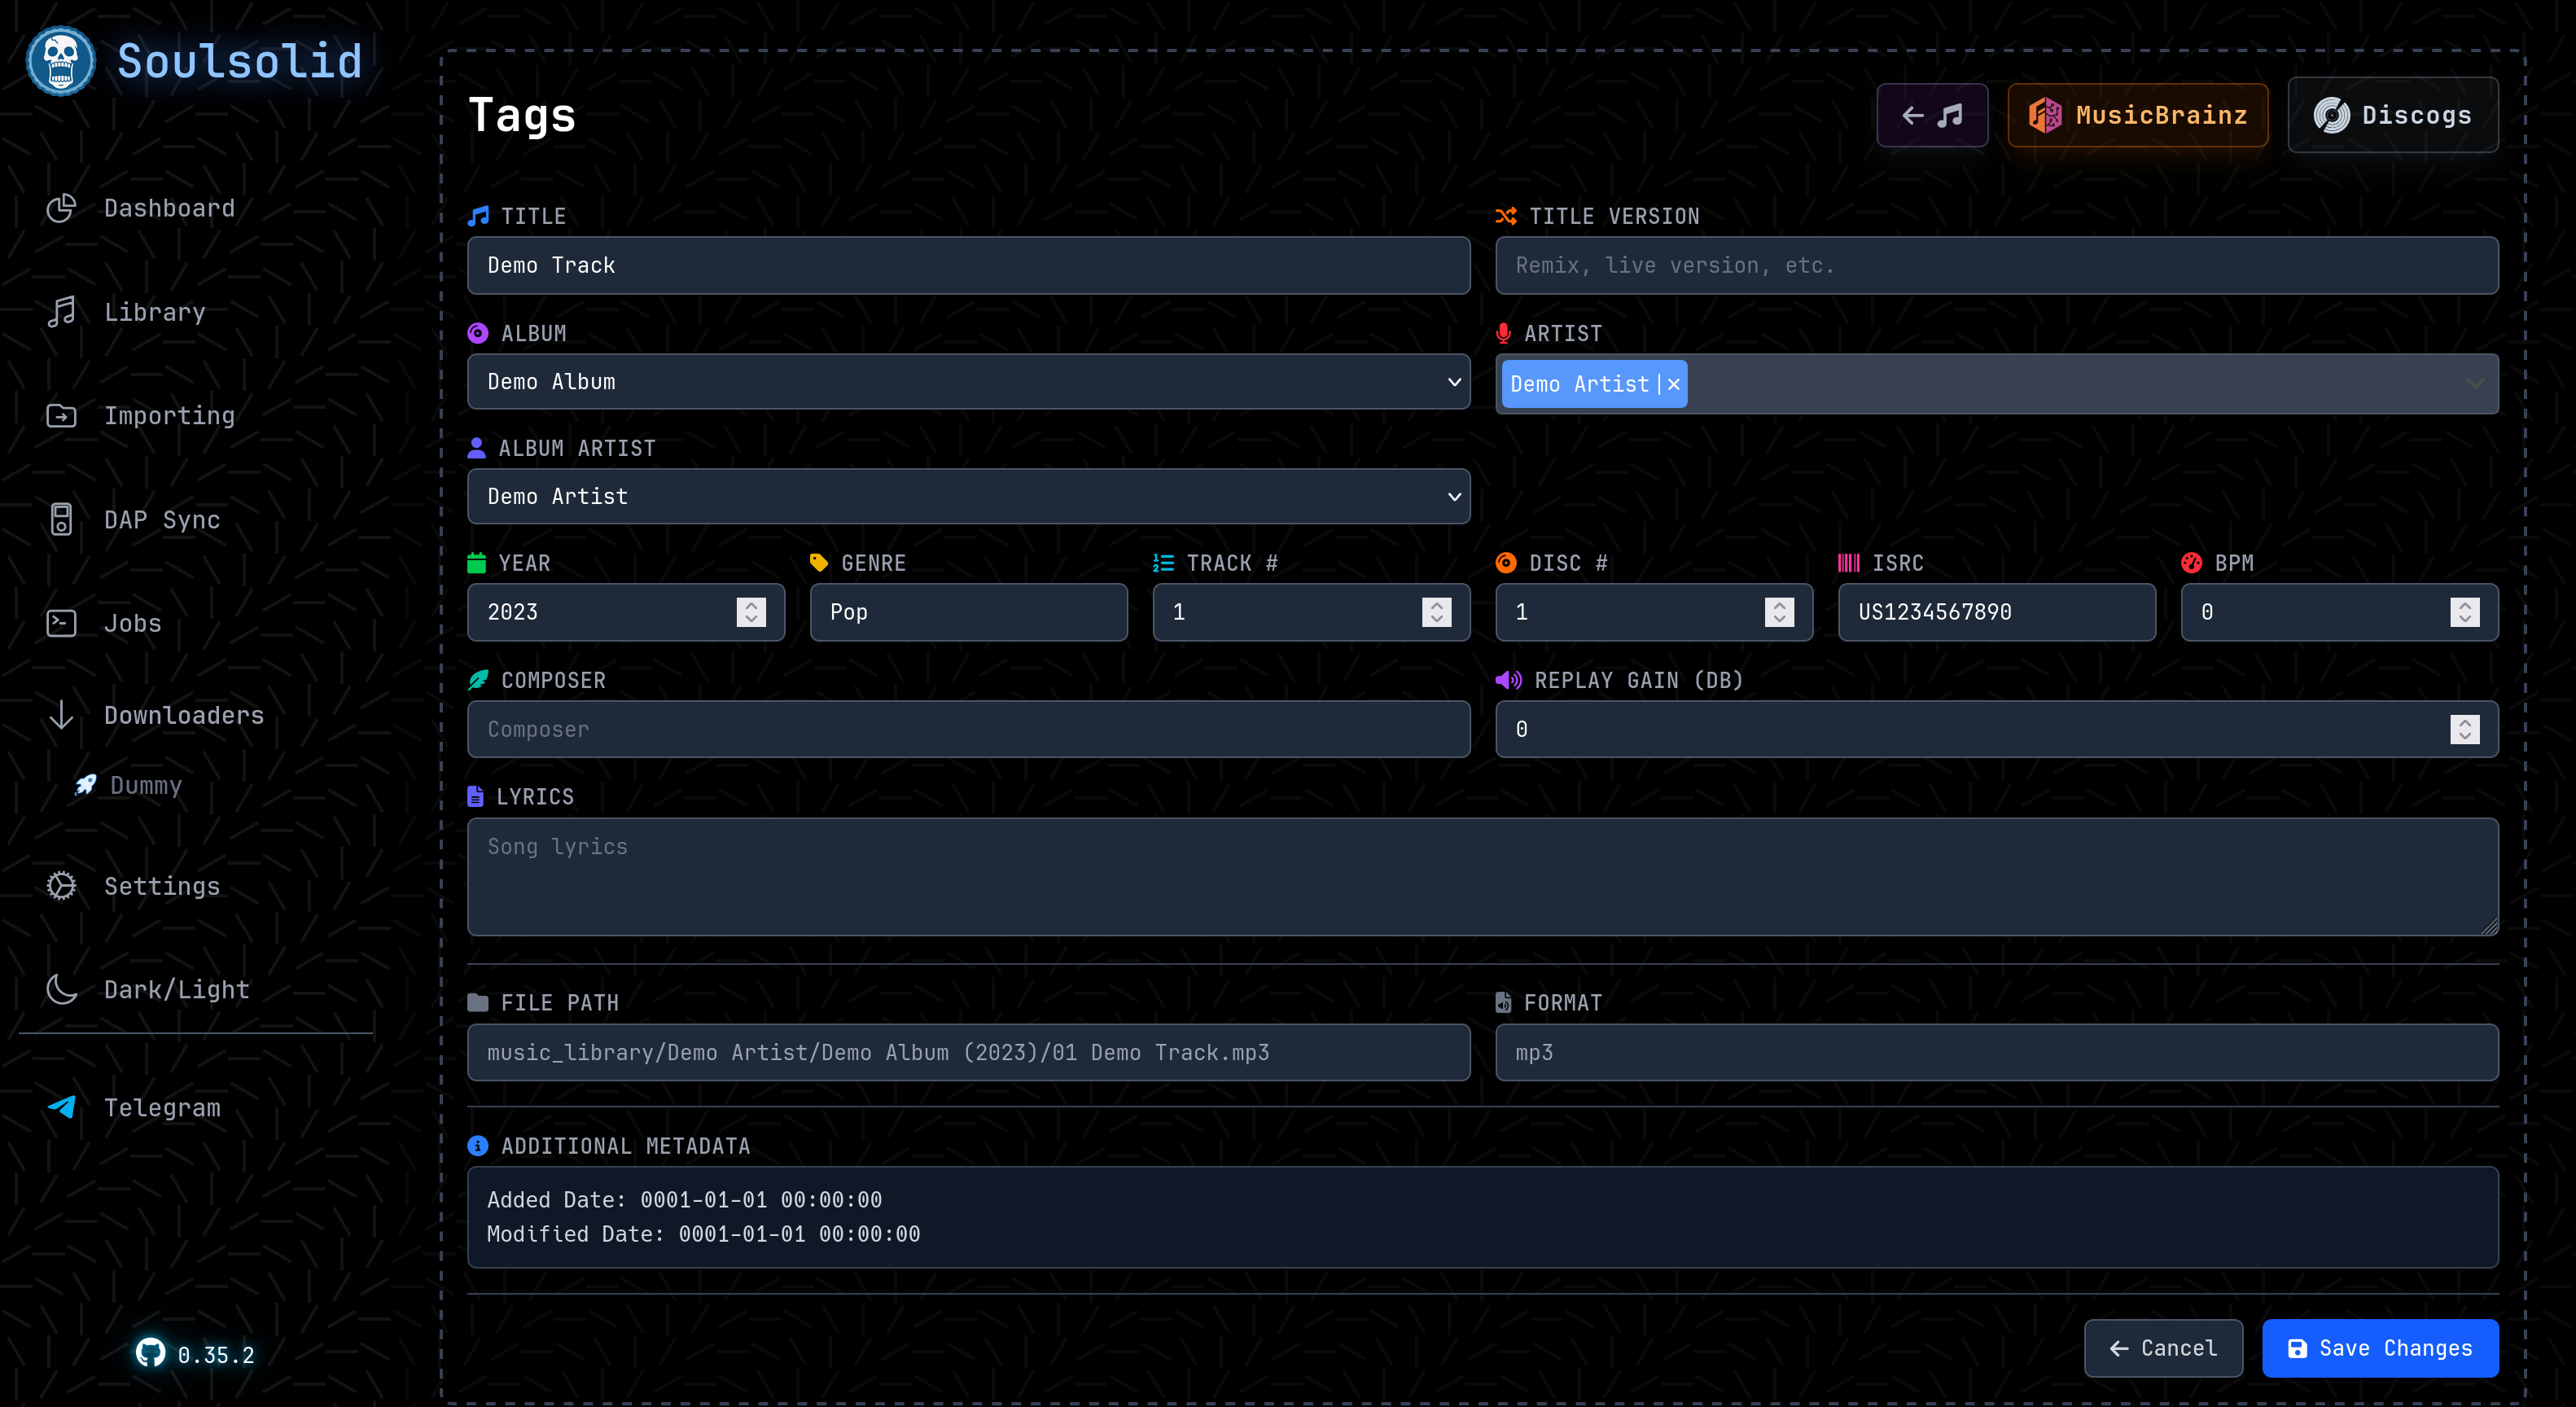 Soulsolid
Dashboard
Library
Importing
DAP Sync
Jobs
Downloaders
Dummy
Settings
Dark/Light
Telegram
0.35.2
Tags
MusicBrainz
Discogs
TITLE
Demo Track
TITLE VERSION
Remix, live version, etc.
ALBUM
Demo Album
ARTIST
Demo Artist
ALBUM ARTIST
Demo Artist
YEAR
2023
GENRE
Pop
TRACK #
1
DISC #
1
ISRC
US1234567890
BPM
0
COMPOSER
Composer
REPLAY GAIN (DB)
0
LYRICS
Song lyrics
FILE PATH
music_library/Demo Artist/Demo Album (2023)/01 Demo Track.mp3
FORMAT
mp3
ADDITIONAL METADATA
Added Date: 0001-01-01 00:00:00
Modified Date: 0001-01-01 00:00:00
Cancel
Save Changes